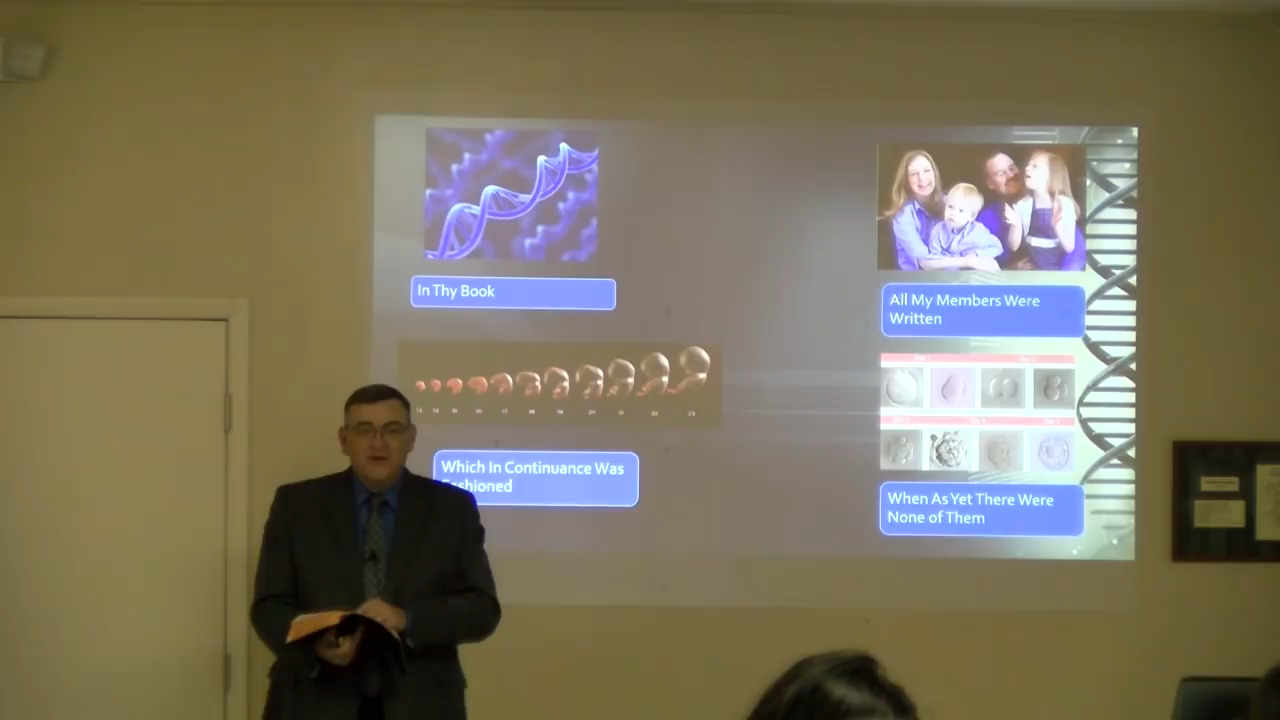 In Thy Book
All My Members Were
Written
Which In Continuance Was
Fashioned
When As Yet There Were
None of Them